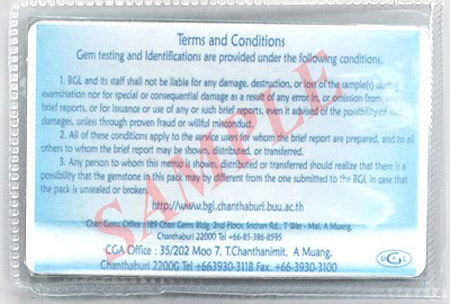 Terms and Conditions
Gem testing and Identifications are provided under the following conditions.
1. BGL and its staff shall not be liable for any damage, destruction, or loss of the sample(s) during
examination nor for special or consequential damage as a result of any error in, or omission from, any
brief reports, or for issuance or use of any or such brief report, even if advised of the possibility of such
damages, unless through proven fraud or willful misconduct.
2. All of these conditions apply to the service users for whom the brief report are prepared, and to all
others to whom the brief report may be shown, distributed, or transferred.
3. Any person to whom this memo is shown, distributed or transferred should realize that there is a
possibility that the gemstone in this pack may be different from the one submitted to the BGL in case that
the pack is unsealed or broken.
http://www.bgl.chanthaburi.buu.ac.th
Chan Gems Office : 189 Chan Gems Bldg. 2nd Floor, Srichan Rd., T Wat - Mai, A Muang,
Chanthaburi 22000 Tel +66-85-386-8595
CGA Office : 35/202 Moo 7, T.Chanthanimit, A Muang,
Chanthaburi 22000 Tel +663930-3118 Fax. +66-3930-3100
BGL
SAMPLE